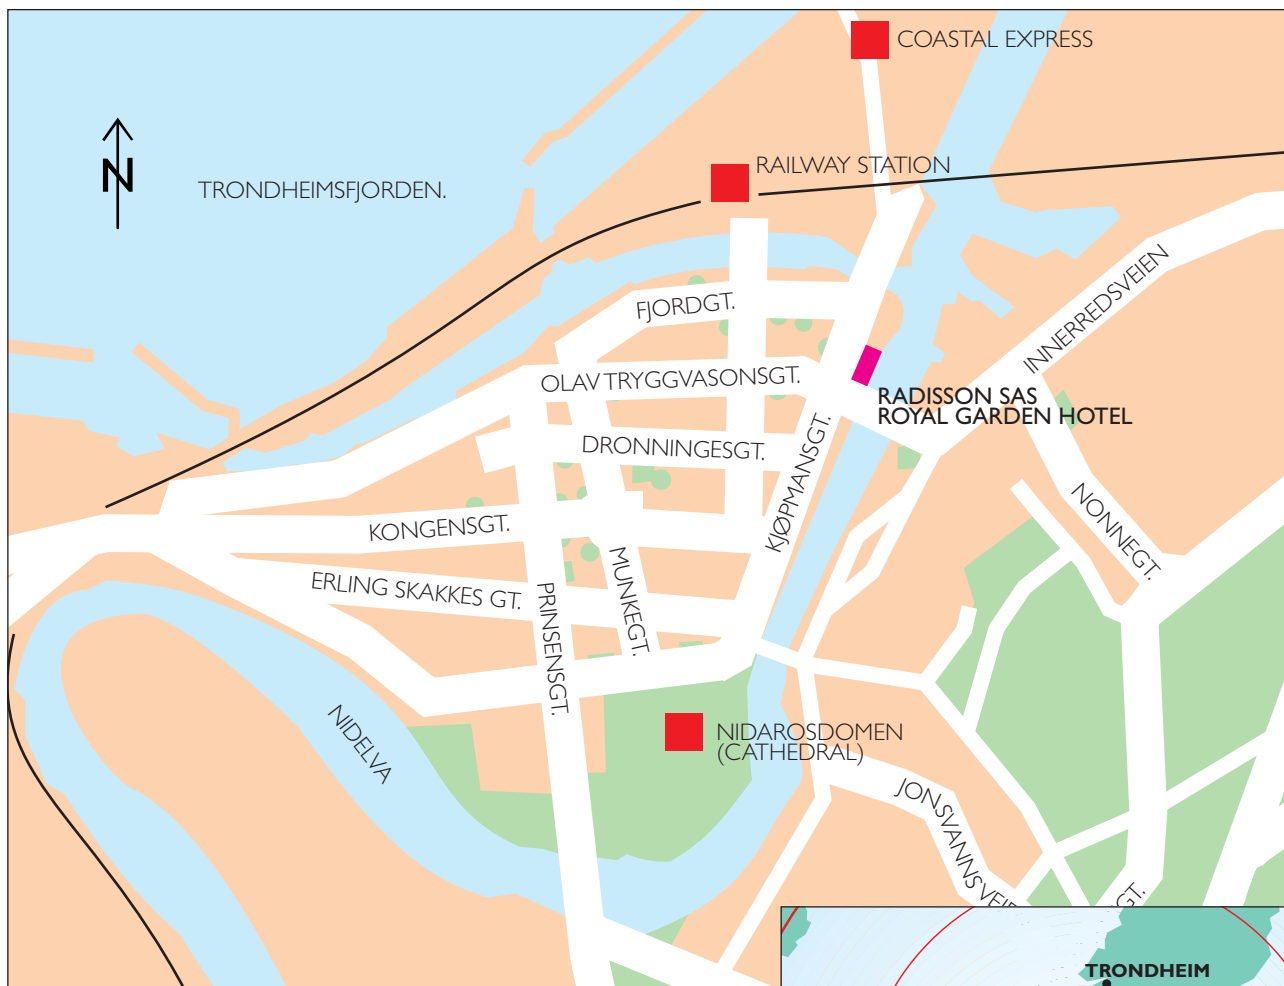 COASTAL EXPRESS
RAILWAY STATION
N
TRONDHEIMSFJORDEN.
INNERREDSVEIEN
FJORDGT.
OLAV TRYGGVASONSGT.
RADISSON SAS
ROYAL GARDEN HOTEL
DRONNINGESGT.
KJØPMANSGT.
NONNEGT.
KONGENSGT.
MUNKEGT.
ERLING SKAKKES GT.
PRINSENSGT.
NIDELVA
NIDAROSDOMEN
(CATHEDRAL)
JONSVANNSVEI
GT.
TRONDHEIM